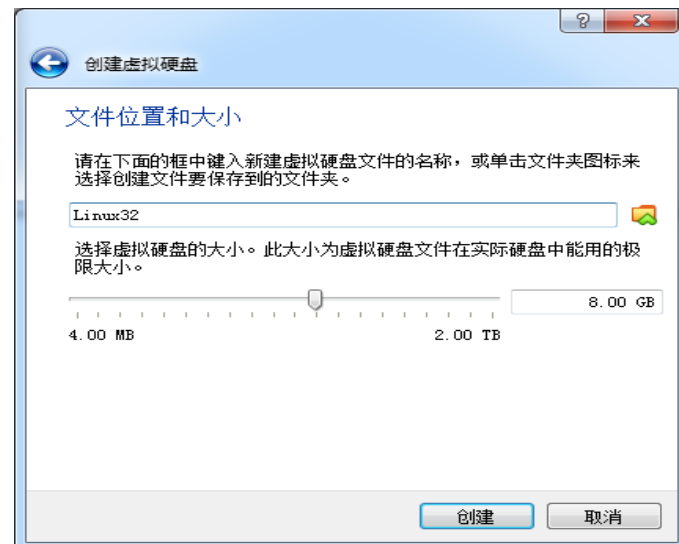 ?
创建虚拟硬盘
文件位置和大小
请在下面的框中键入新建虚拟硬盘文件的名称，或单击文件夹图标来
选择创建文件要保存到的文件夹。
Linux32
选择虚拟硬盘的大小。此大小为虚拟硬盘文件在实际硬盘中能用的极
限大小。
8.00 GB
4.00 MB 2.00 TB
创建 取消